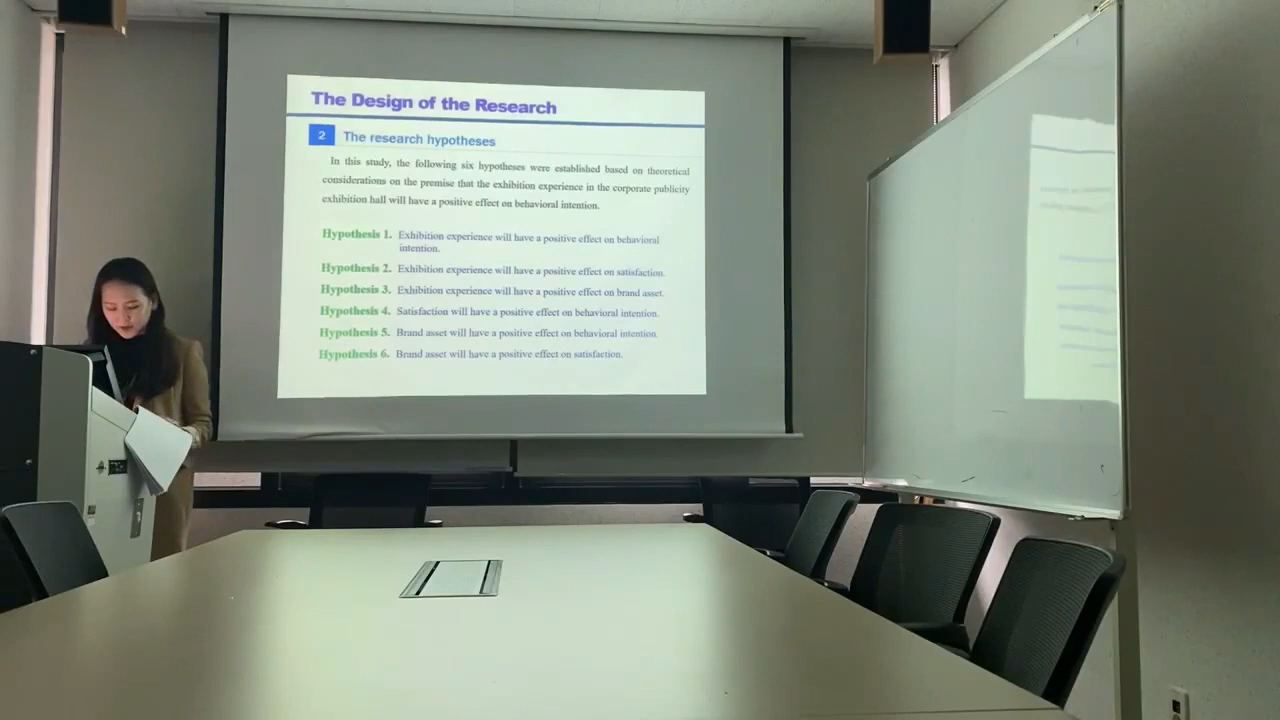 The Design of the Research
2 The research hypotheses
In this study, the following six hypotheses were established based on theoretical
considerations on the premise that the exhibition experience in the corporate publicity
exhibition hall will have a positive effect on behavioral intention.
Hypothesis 1. Exhibition experience will have a positive effect on behavioral
intention.
Hypothesis 2. Exhibition experience will have a positive effect on satisfaction.
Hypothesis 3. Exhibition experience will have a positive effect on brand asset.
Hypothesis 4. Satisfaction will have a positive effect on behavioral intention.
Hypothesis 5. Brand asset will have a positive effect on behavioral intention.
Hypothesis 6. Brand asset will have a positive effect on satisfaction.